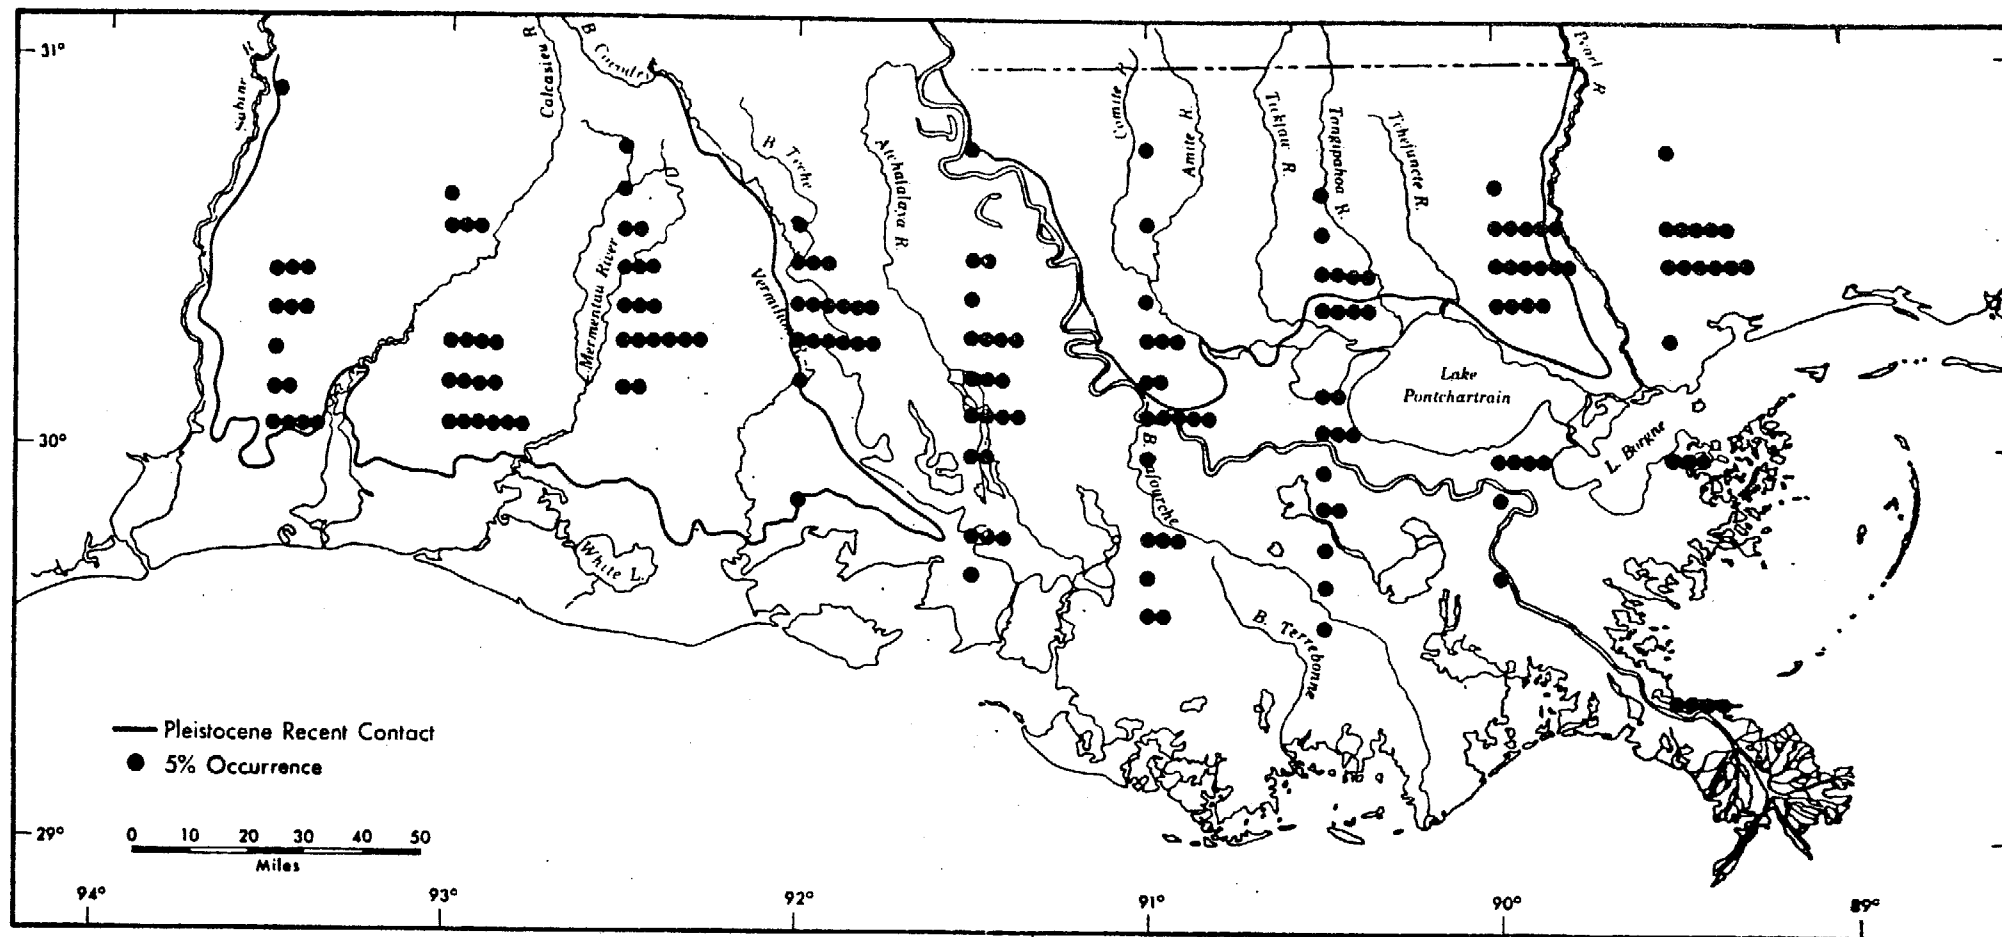 31°
Sabine R
Calcasieu R
B Cocodrie
B Teche
Atchalalaya R.
Comite R
Amite R.
Tickfaw R.
Tangipahoa R.
Tchefuncte R.
Pearl R
Mermentau River
Vermilion R.
Lake
Pontchartrain
L. Borgne
30°
B. Lafourche
White L.
B. Terrebonne
Pleistocene Recent Contact
5% Occurrence
0 10 20 30 40 50
Miles
29°
94° 93° 92° 91° 90° 89°